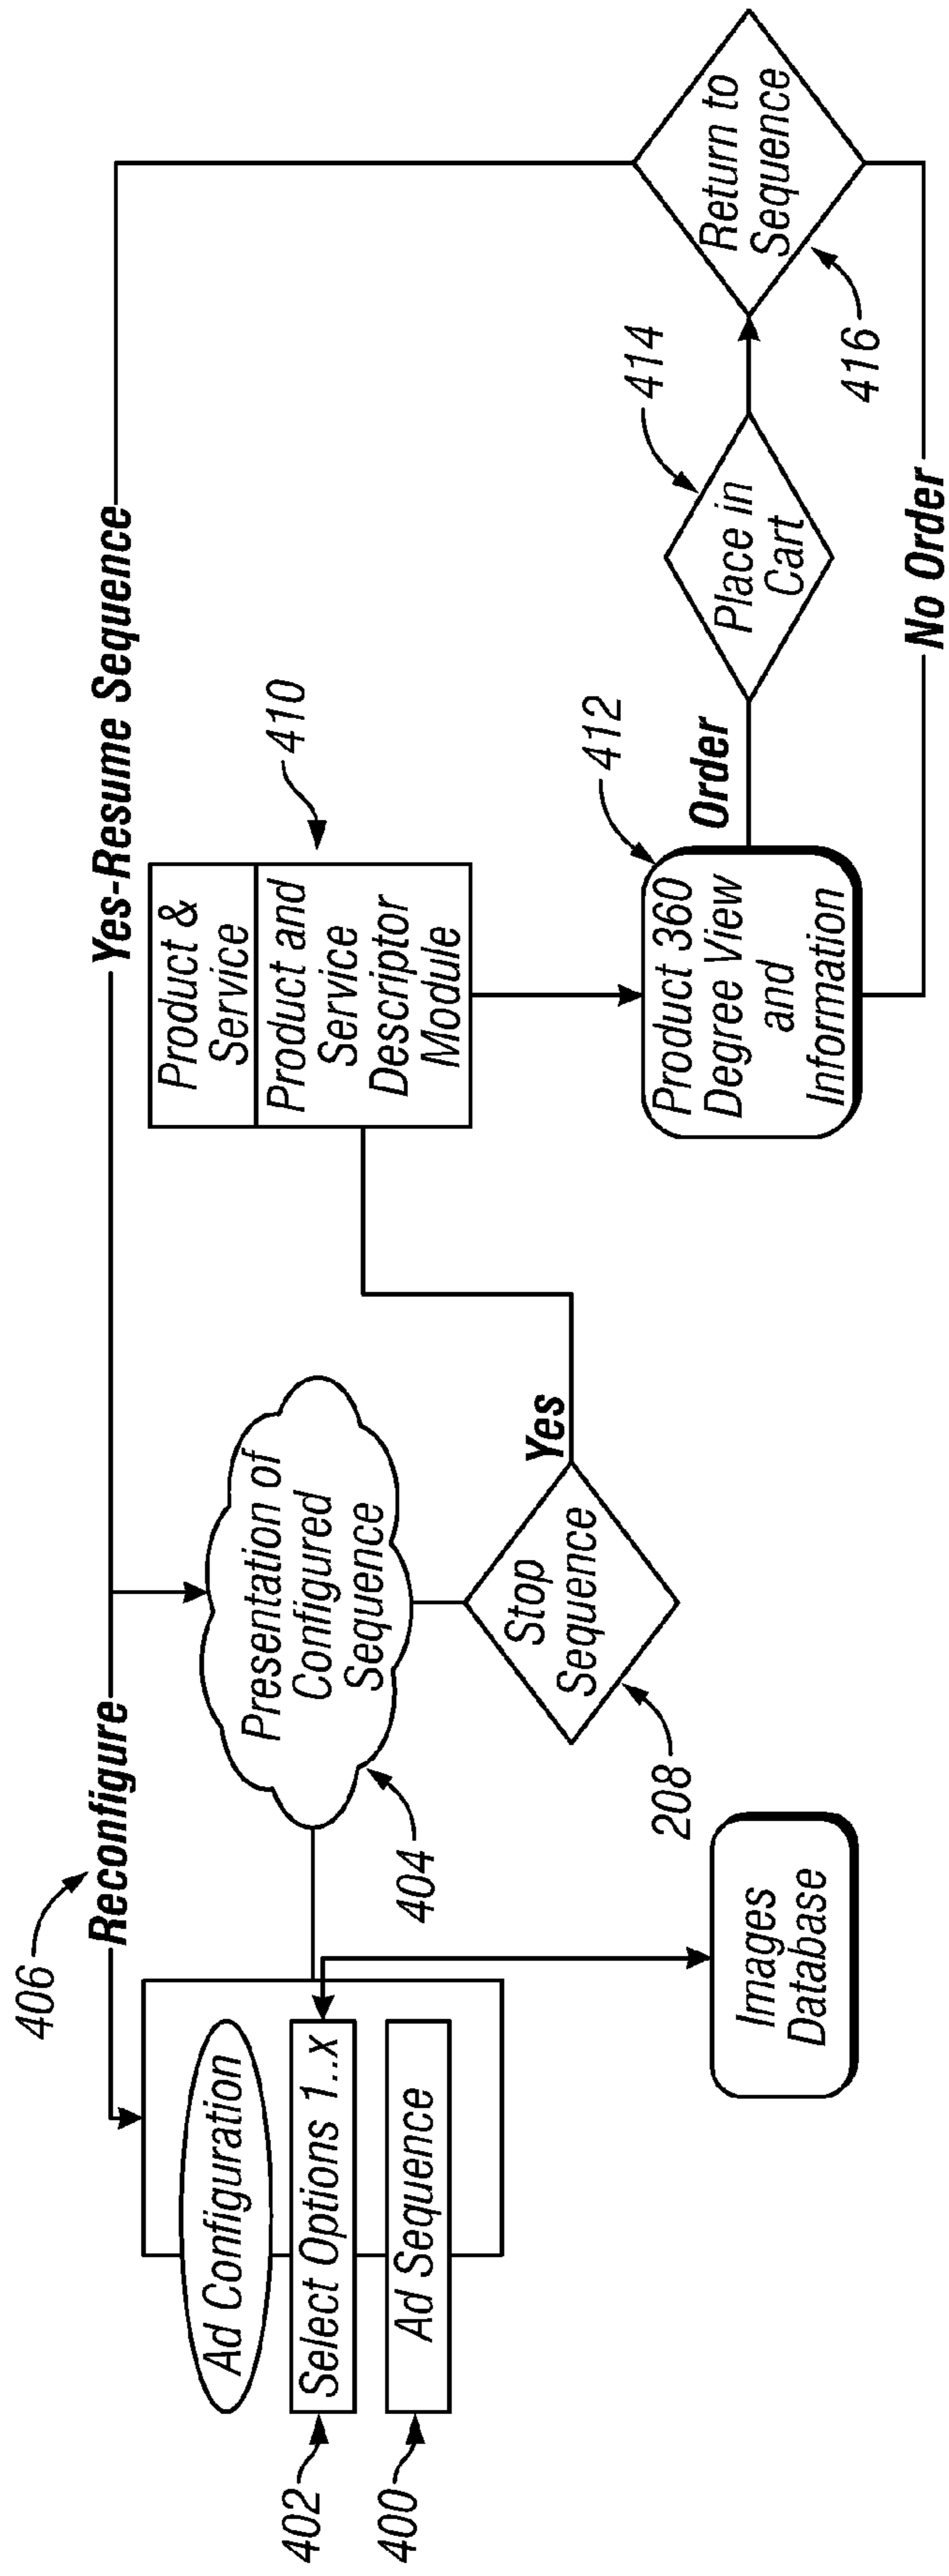 406
Reconfigure
Yes-Resume Sequence
Ad Configuration
402
Select Options 1..x
400
Ad Sequence
Images
Database
Presentation of
Configured
Sequence
404
Stop
Sequence
208
Yes
Product &
Service
Product and
Service
Descriptor
Module
410
Product 360
Degree View
and
Information
412
Order
Place in
Cart
414
Return to
Sequence
416
No Order